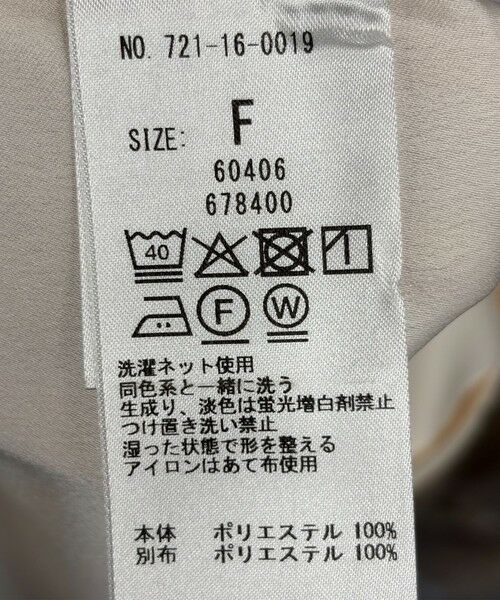 NO. 721-16-0019
SIZE: F
60406
678400
40
F W
洗濯ネット使用
同色系と一緒に洗う
生成り、淡色は蛍光増白剤禁止
つけ置き洗い禁止
湿った状態で形を整える
アイロンはあて布使用
本体 ポリエステル 100%
別布 ポリエステル 100%